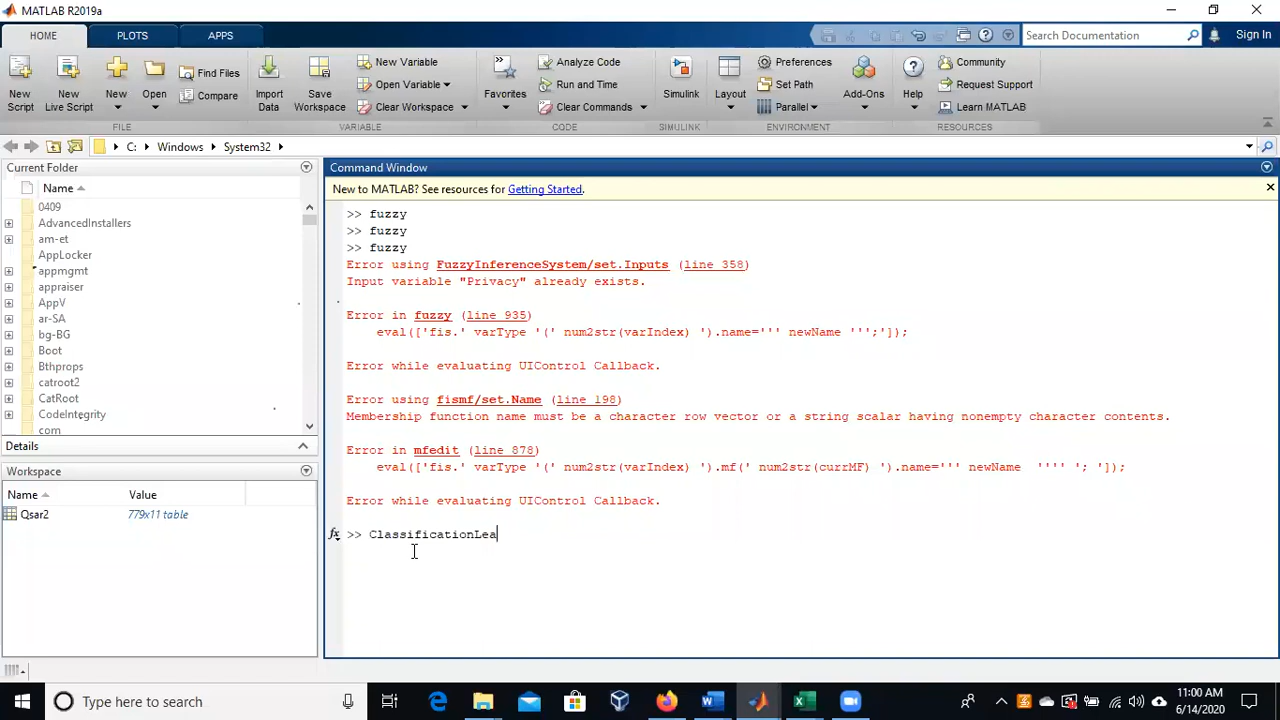 MATLAB R2019a
HOME PLOTS APPS
Search Documentation Sign In
New Script
New Live Script
New
Open
Find Files
Compare
FILE
Import Data
Save Workspace
New Variable
Open Variable
Clear Workspace
VARIABLE
Favorites
Analyze Code
Run and Time
Clear Commands
CODE
Simulink
SIMULINK
Layout
Preferences
Set Path
Parallel
ENVIRONMENT
Add-Ons
Help
Community
Request Support
Learn MATLAB
RESOURCES
C: Windows System32
Current Folder
Name
0409
AdvancedInstallers
am-et
AppLocker
appmgmt
appraiser
AppV
ar-SA
bg-BG
Boot
Bthprops
catroot2
CatRoot
CodeIntegrity
com
Details
Workspace
Name Value
Qsar2 779x11 table
Command Window
New to MATLAB? See resources for Getting Started.
>> fuzzy
>> fuzzy
>> fuzzy
Error using FuzzyInferenceSystem/set.Inputs (line 358)
Input variable "Privacy" already exists.
Error in fuzzy (line 935)
eval(['fis.' varType '(' num2str(varIndex) ').name=''' newName ''';']);
Error while evaluating UIControl Callback.
Error using fismf/set.Name (line 198)
Membership function name must be a character row vector or a string scalar having nonempty character contents.
Error in mfedit (line 878)
eval(['fis.' varType '(' num2str(varIndex) ').mf(' num2str(currMF) ').name=''' newName  '''' '; ']);
Error while evaluating UIControl Callback.
fx >> ClassificationLea
Type here to search
11:00 AM
6/14/2020